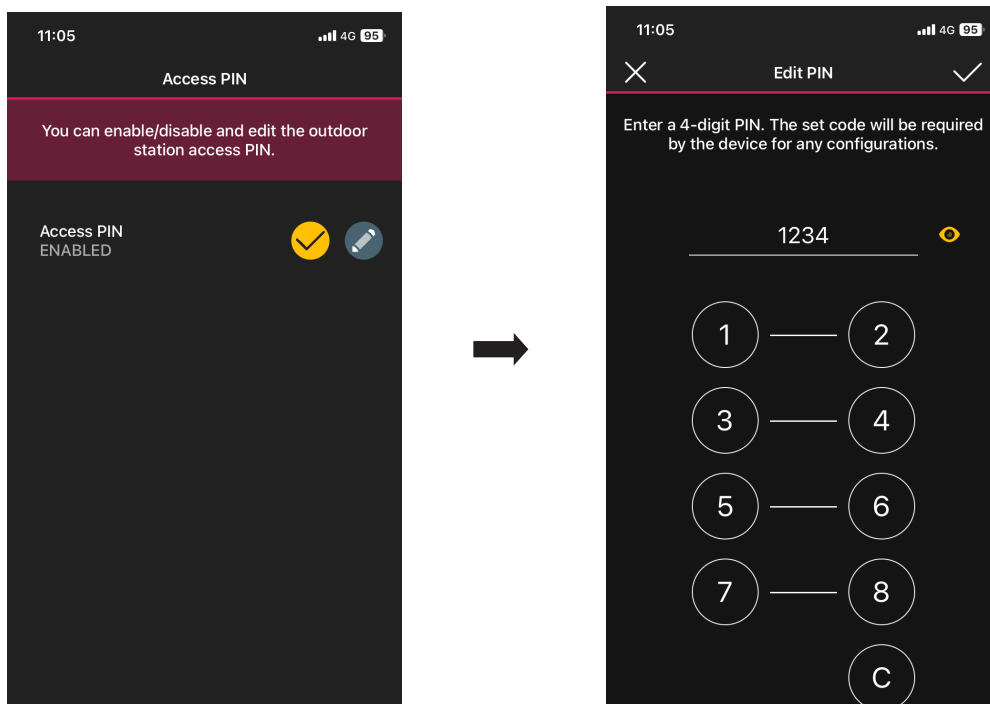 11:05
4G 95
Access PIN
You can enable/disable and edit the outdoor
station access PIN.
Access PIN
ENABLED
11:05
4G 95
Edit PIN
Enter a 4-digit PIN. The set code will be required
by the device for any configurations.
1234
1 2
3 4
5 6
7 8
C